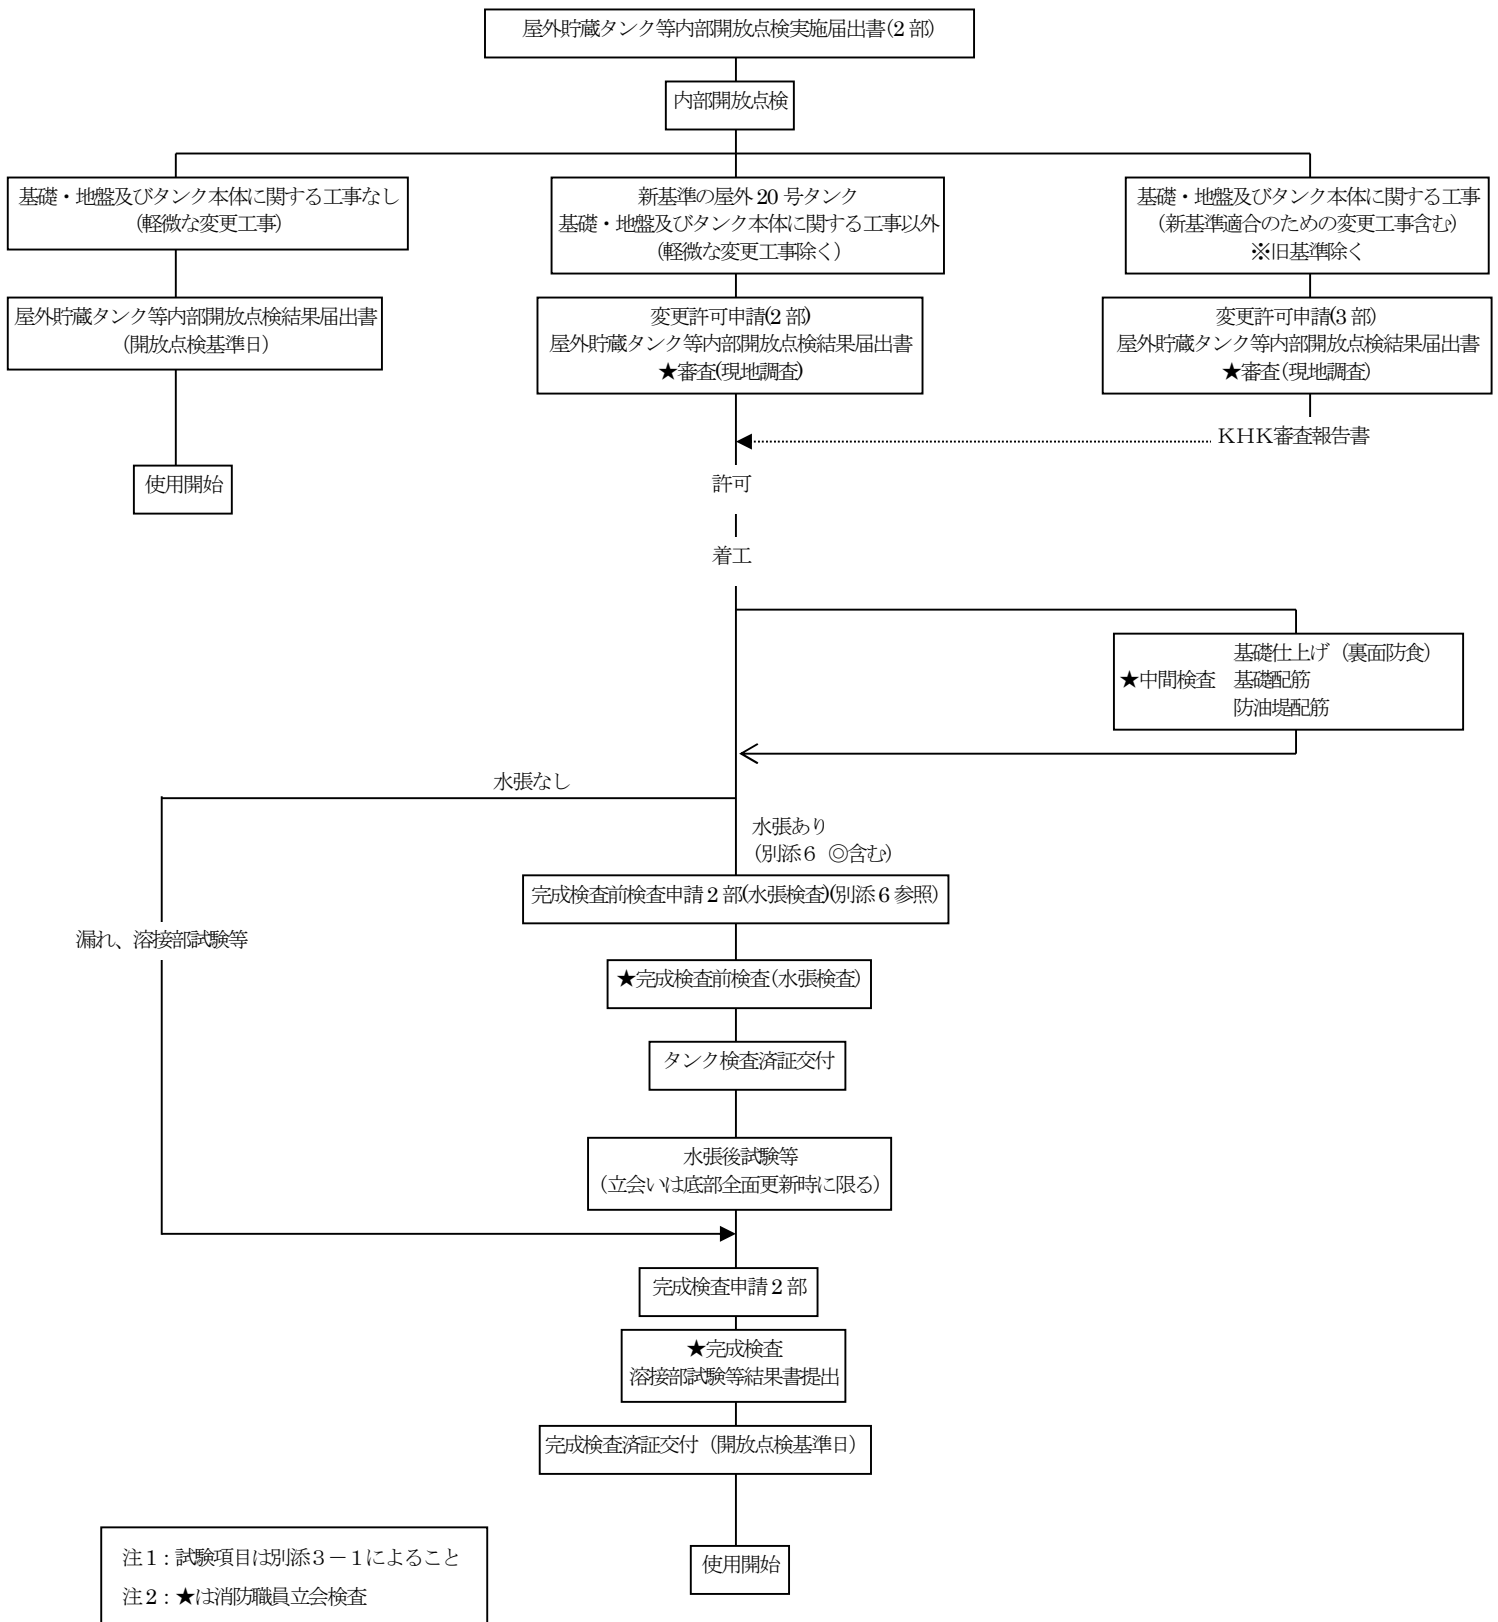 屋外貯蔵タンク等内部開放点検実施届出書(2 部)
内部開放点検
基礎・地盤及びタンク本体に関する工事なし
(軽微な変更工事)
新基準の屋外 20 号タンク
基礎・地盤及びタンク本体に関する工事以外
(軽微な変更工事除く)
基礎・地盤及びタンク本体に関する工事
(新基準適合のための変更工事含む)
※旧基準除く
屋外貯蔵タンク等内部開放点検結果届出書
(開放点検基準日)
変更許可申請(2 部)
屋外貯蔵タンク等内部開放点検結果届出書
★審査(現地調査)
変更許可申請(3 部)
屋外貯蔵タンク等内部開放点検結果届出書
★審査(現地調査)
KHK審査報告書
使用開始
許可
着工
基礎仕上げ (裏面防食)
★中間検査 基礎配筋
防油堤配筋
水張なし
水張あり
(別添6 ◎含む)
完成検査前検査申請 2 部(水張検査)(別添 6 参照)
漏れ、溶接部試験等
★完成検査前検査(水張検査)
タンク検査済証交付
水張後試験等
(立会いは底部全面更新時に限る)
完成検査申請 2 部
★完成検査
溶接部試験等結果書提出
完成検査済証交付 (開放点検基準日)
使用開始
注1:試験項目は別添3-1によること
注2:★は消防職員立会検査